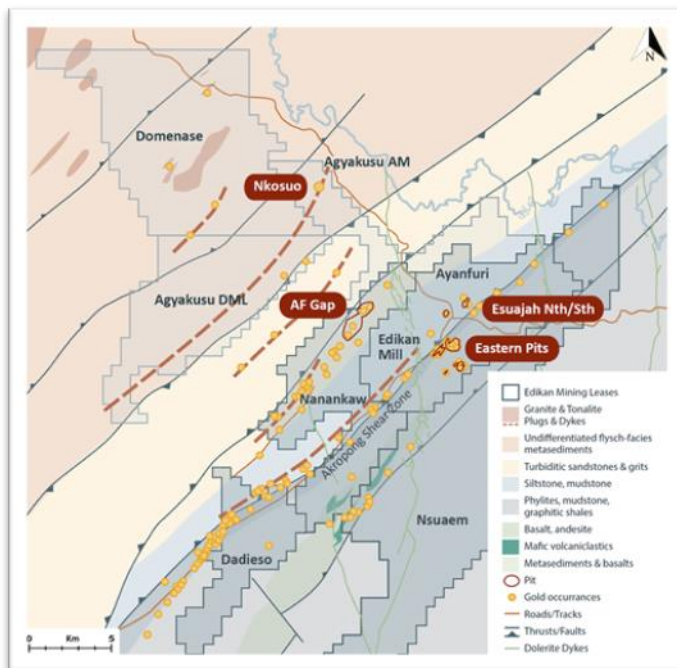 Domenase
Agyakusu AM
Nkosuo
Ayanfuri
Agyakusu DML
AF Gap
Esuajah Nth/Sth
Edikan
Mill
Eastern Pits
Nanankaw
Akropong Shear Zone
Nsuaem
Dadieso
Edikan Mining Leases
Granite & Tonalite
Plugs & Dykes
Undifferentiated flysch-facies
metasediments
Turbiditic sandstones & grits
Siltstone, mudstone
Phylites, mudstone,
graphitic shales
Basalt, andesite
Mafic volcaniclastics
Metasediments & basalts
Pit
Gold occurrances
Roads/Tracks
Thrusts/Faults
Dolerite Dykes
Km
0 5